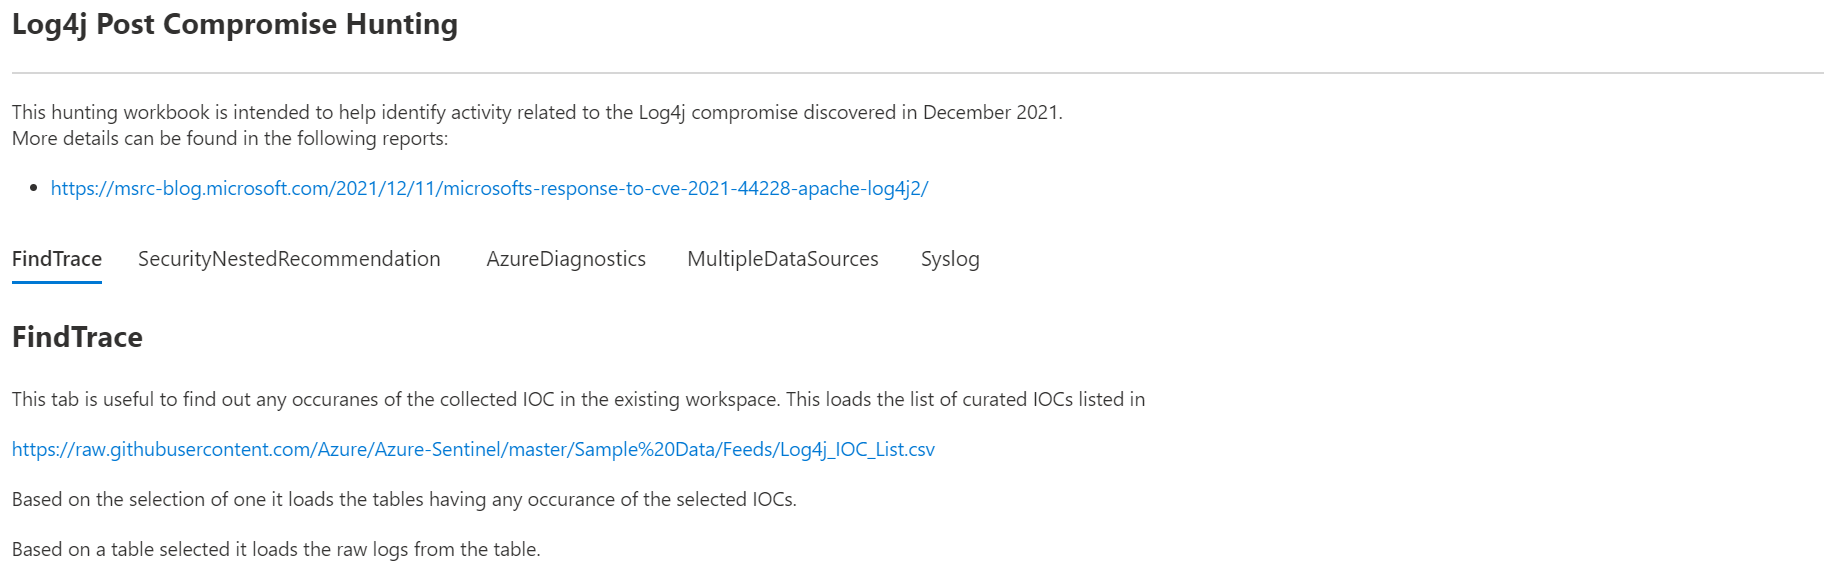 Log4j Post Compromise Hunting
This hunting workbook is intended to help identify activity related to the Log4j compromise discovered in December 2021.
More details can be found in the following reports:
• https://msrc-blog.microsoft.com/2021/12/11/microsofts-response-to-cve-2021-44228-apache-log4j2/
FindTrace SecurityNestedRecommendation AzureDiagnostics MultipleDataSources Syslog
FindTrace
This tab is useful to find out any occuranes of the collected IOC in the existing workspace. This loads the list of curated IOCs listed in
https://raw.githubusercontent.com/Azure/Azure-Sentinel/master/Sample%20Data/Feeds/Log4j_IOC_List.csv
Based on the selection of one it loads the tables having any occurance of the selected IOCs.
Based on a table selected it loads the raw logs from the table.